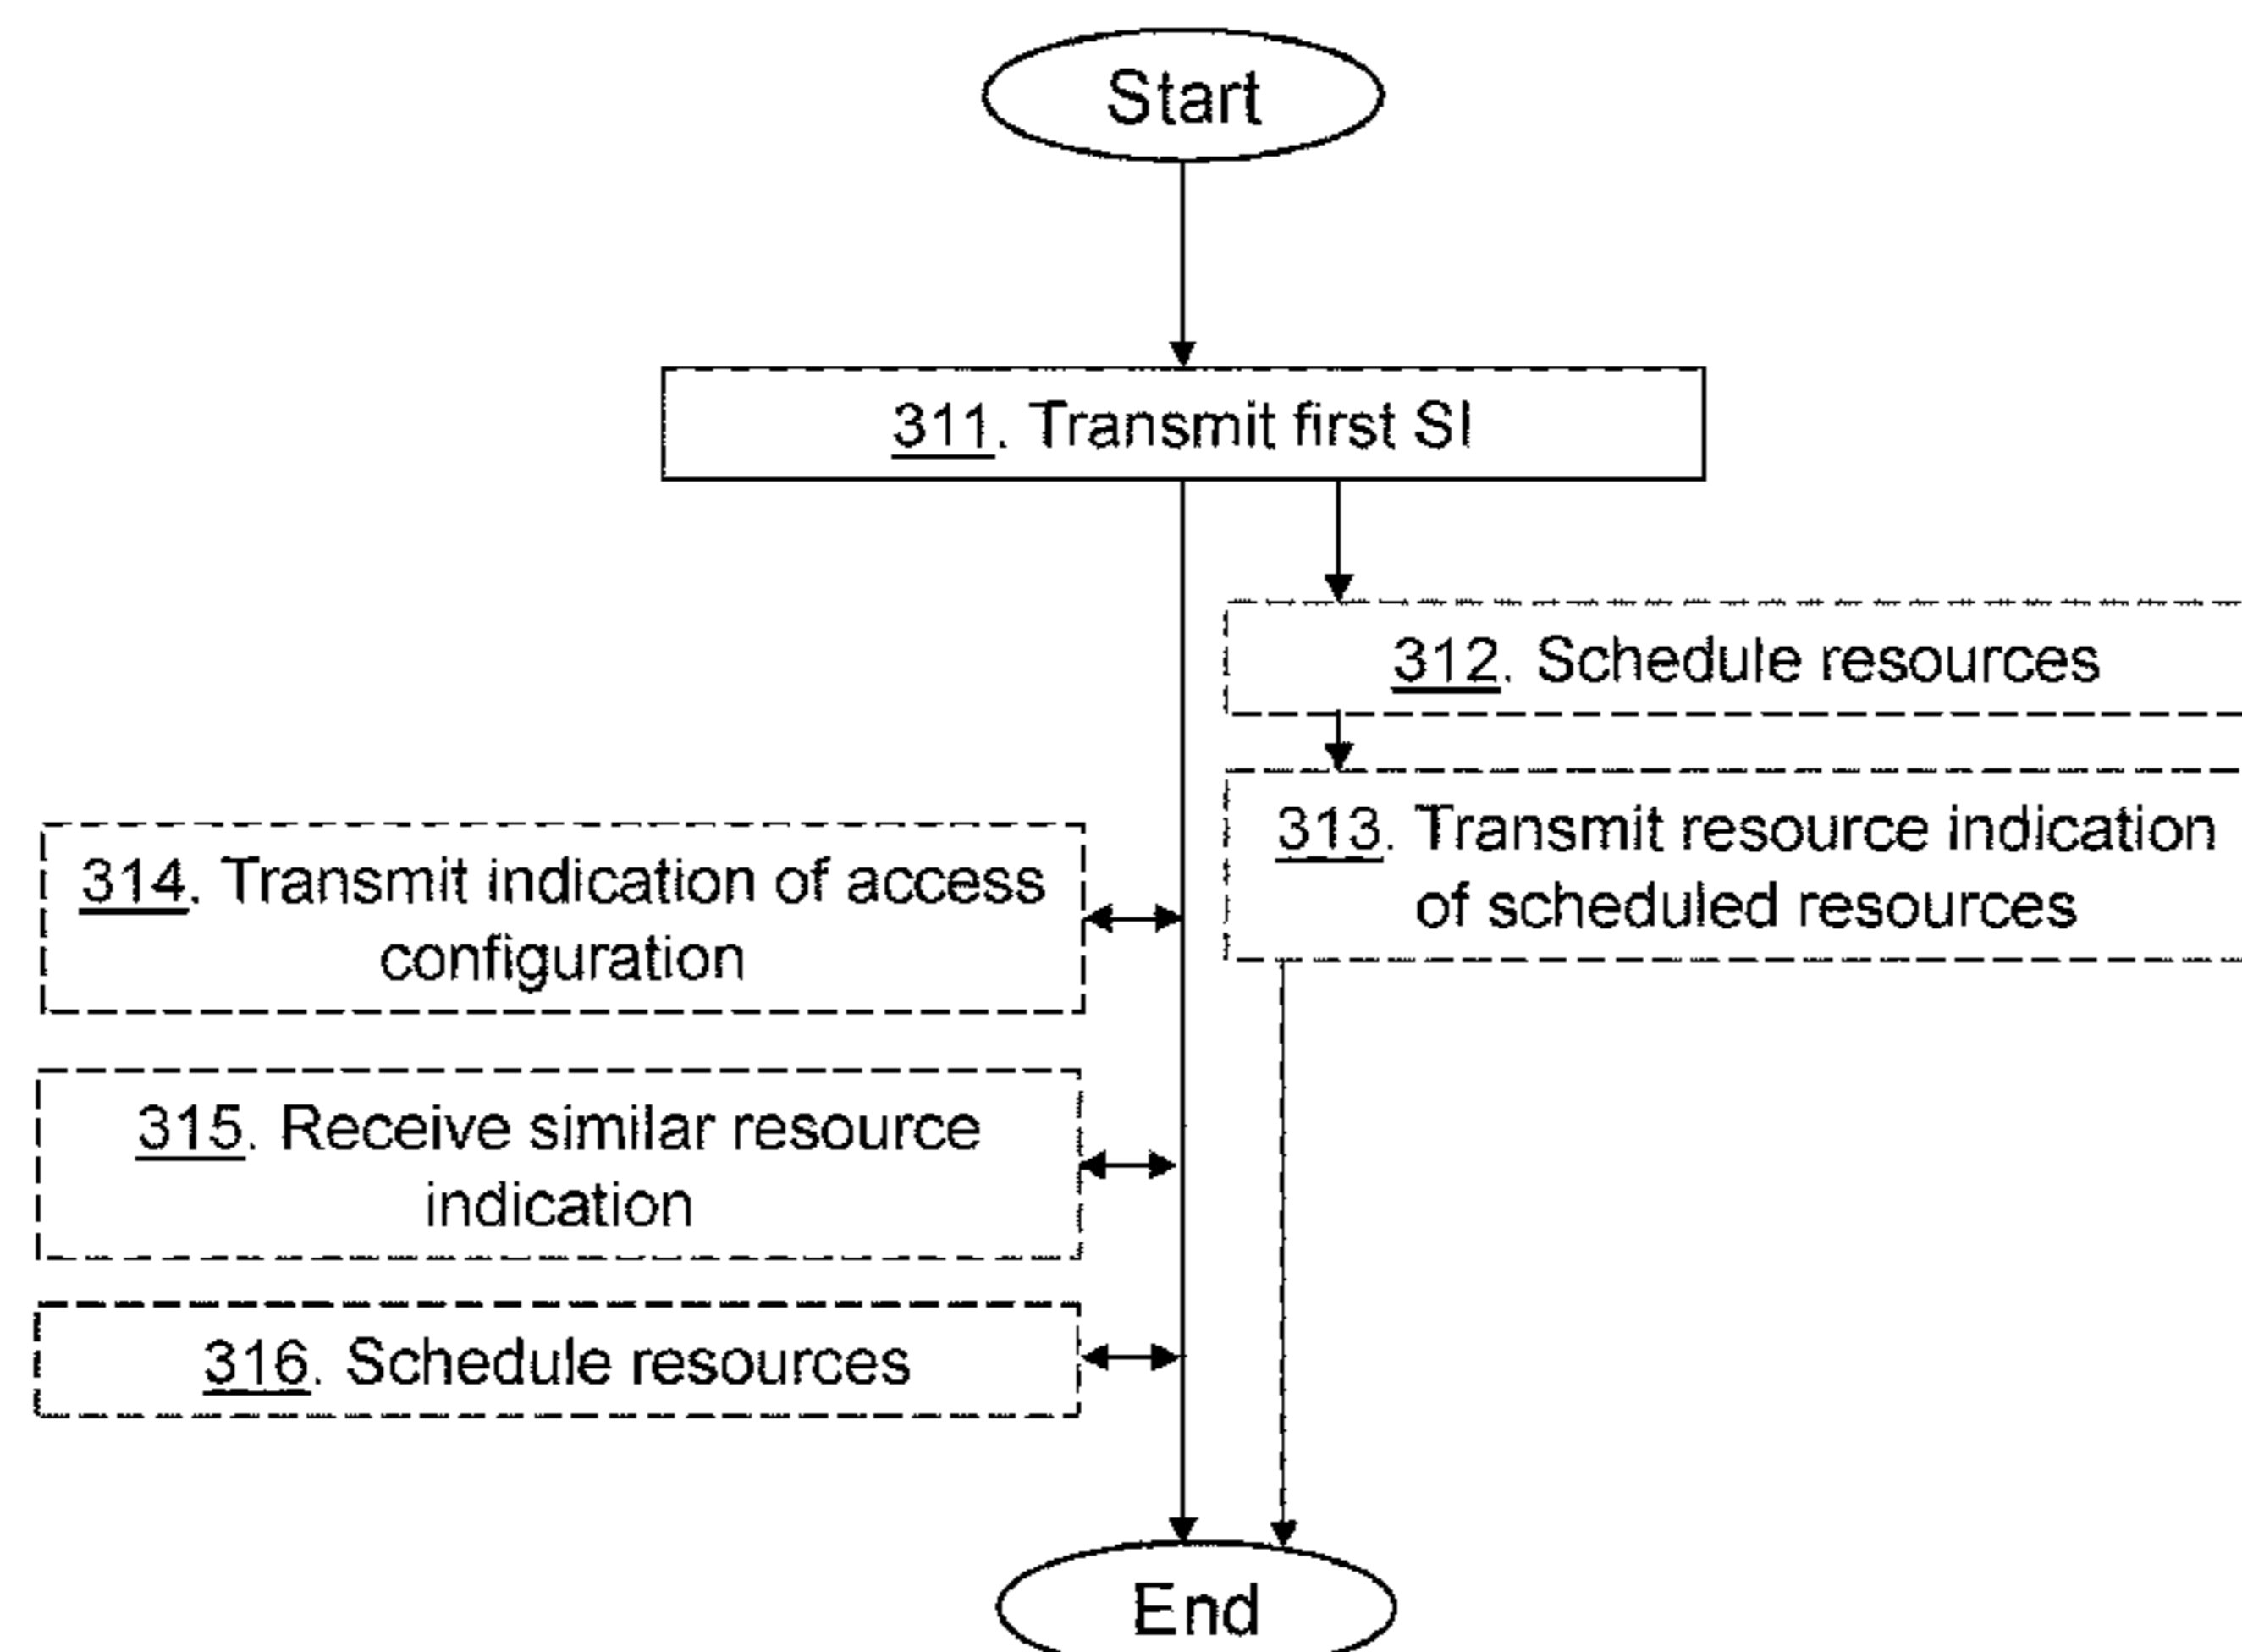 Start
311. Transmit first SI
312. Schedule resources
313. Transmit resource indication
of scheduled resources
314. Transmit indication of access
configuration
315. Receive similar resource
indication
316. Schedule resources
End